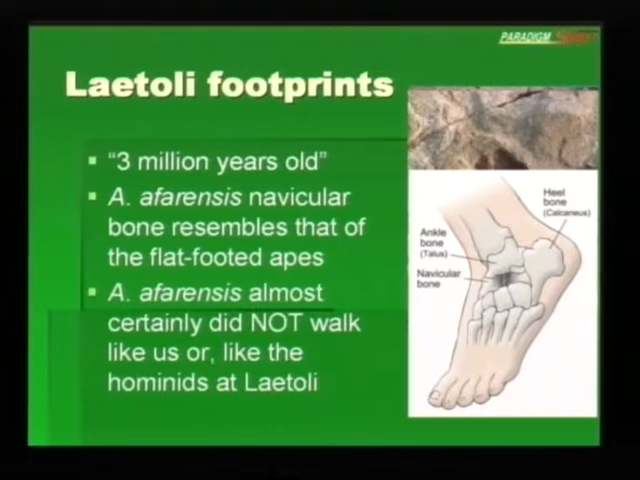 PARADIGM
Laetoli footprints
"3 million years old"
A. afarensis navicular
bone resembles that of
the flat-footed apes
A. afarensis almost
certainly did NOT walk
like us or, like the
hominids at Laetoli
Heel
bone
(Calcaneus)
Ankle
bone
(Talus)
Navicular
bone